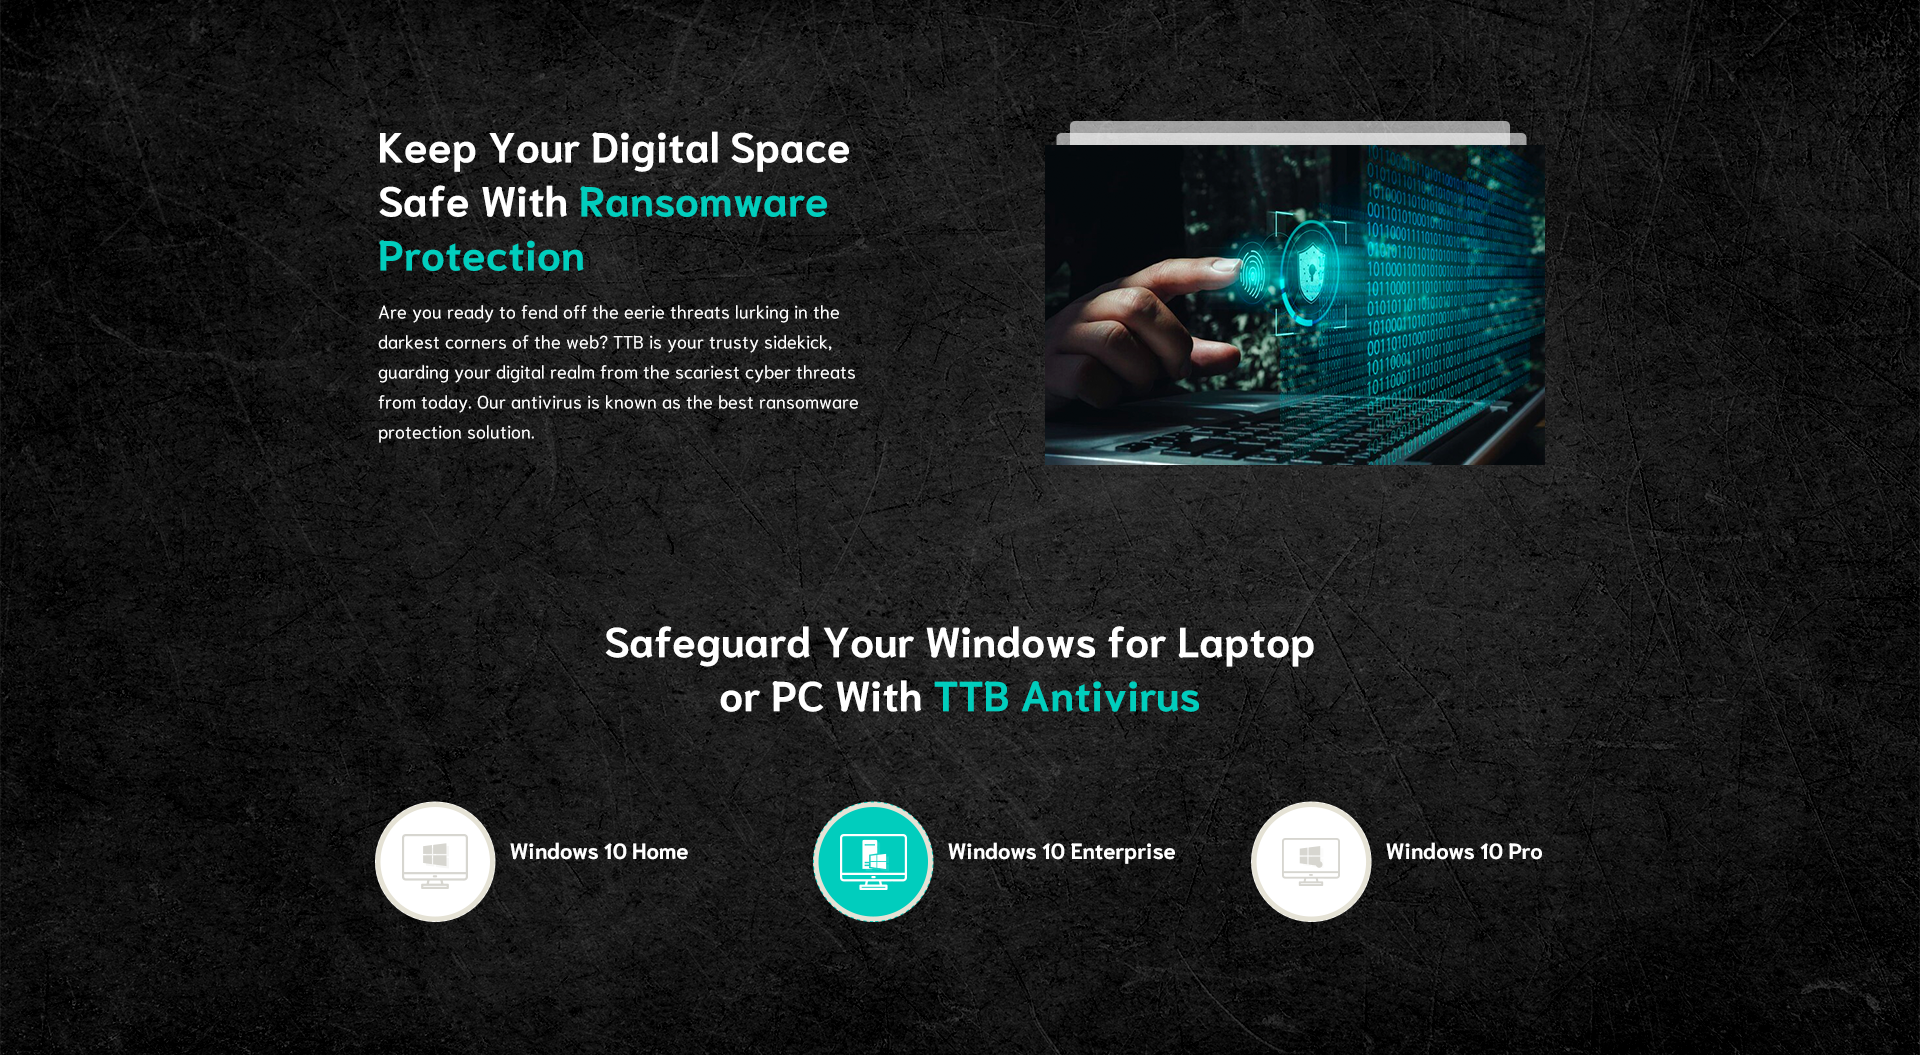 Keep Your Digital Space
Safe With Ransomware
Protection
Are you ready to fend off the eerie threats lurking in the
darkest corners of the web? TTB is your trusty sidekick,
guarding your digital realm from the scariest cyber threats
from today. Our antivirus is known as the best ransomware
protection solution.
Safeguard Your Windows for Laptop
or PC With TTB Antivirus
Windows 10 Home
Windows 10 Enterprise
Windows 10 Pro